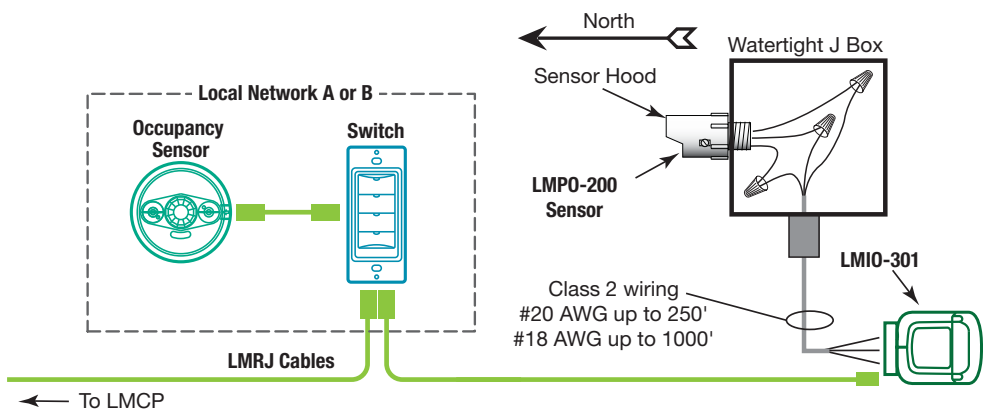 North
Watertight J Box
Sensor Hood
Local Network A or B
Occupancy
Sensor
Switch
LMPO-200
Sensor
LMIO-301
Class 2 wiring
#20 AWG up to 250'
#18 AWG up to 1000'
LMRJ Cables
To LMCP